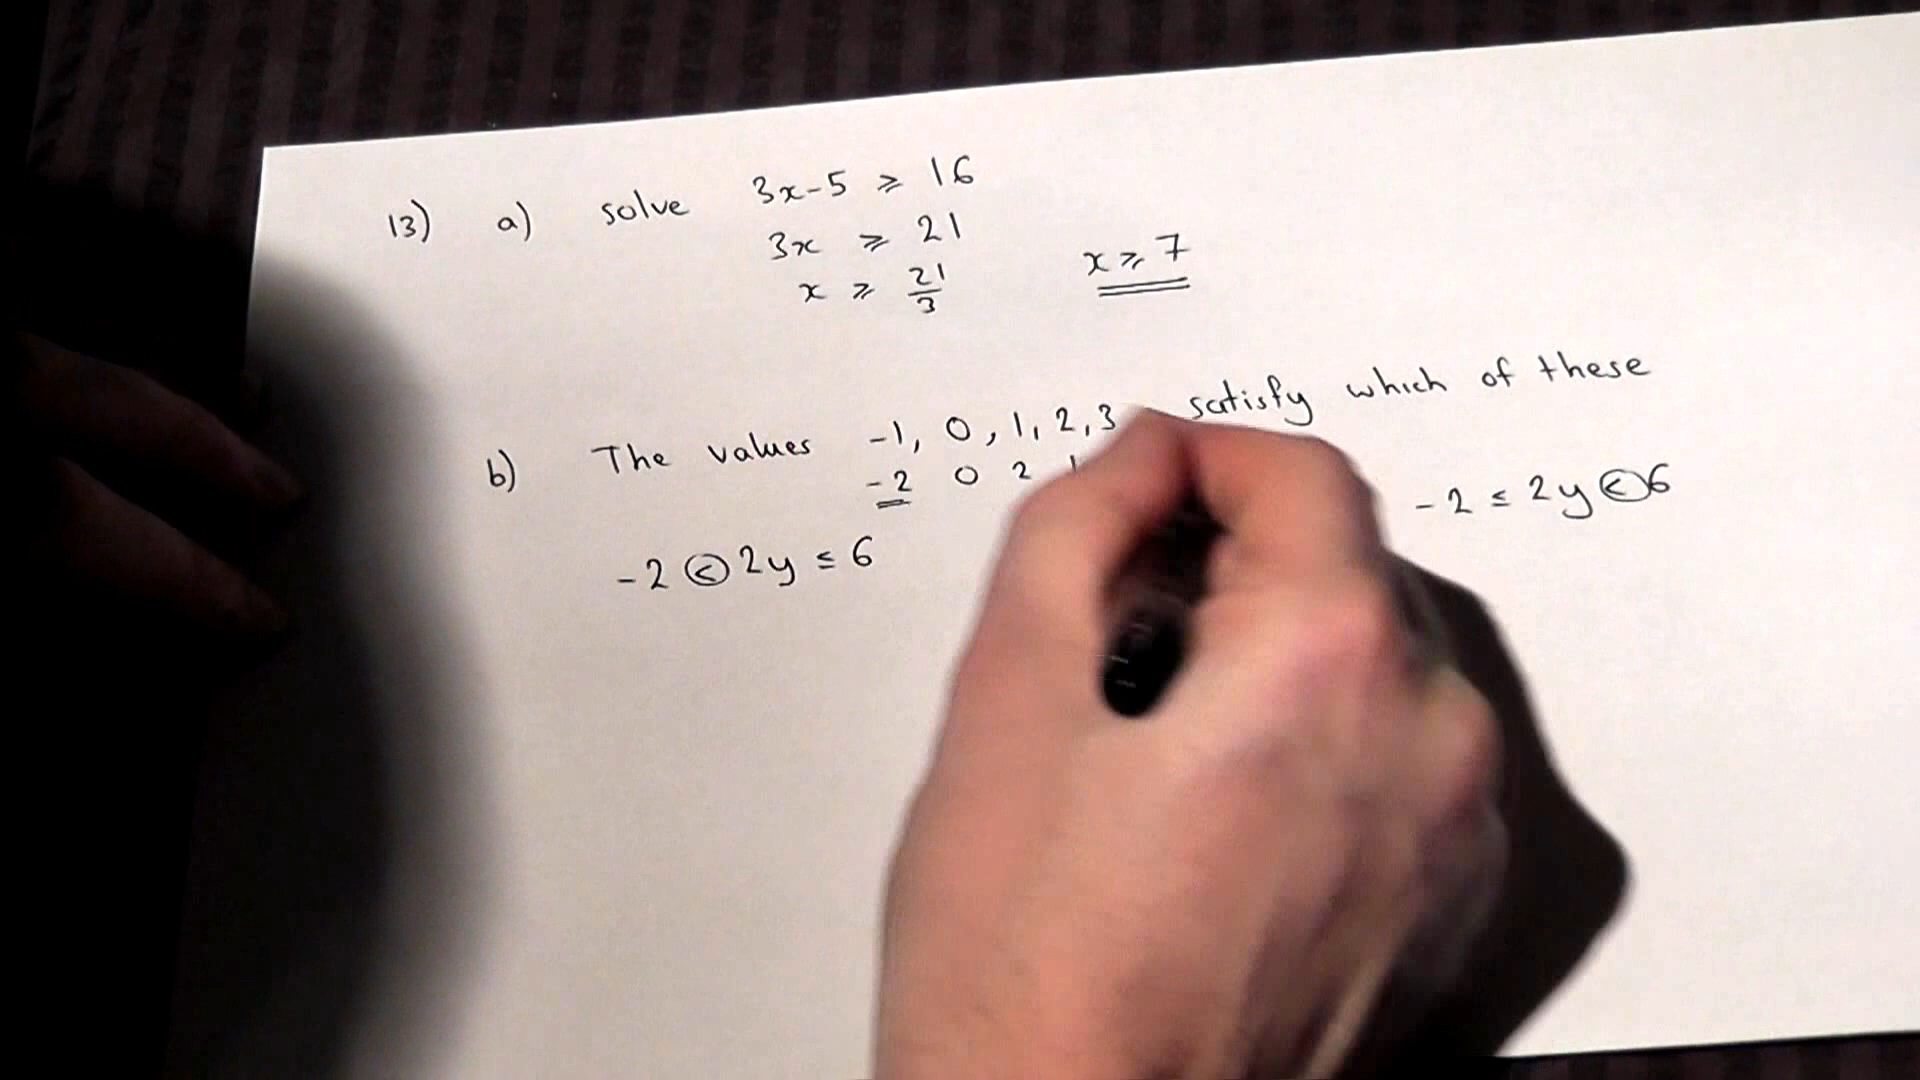 13) a) solve 3x-5 ⩾ 16
3x ⩾ 21
x ⩾ 21/3 x ⩾ 7
b) The values -1, 0, 1, 2, 3 satisfy which of these
-2 0 2
-2 < 2y ≤ 6 -2 ≤ 2y < 6